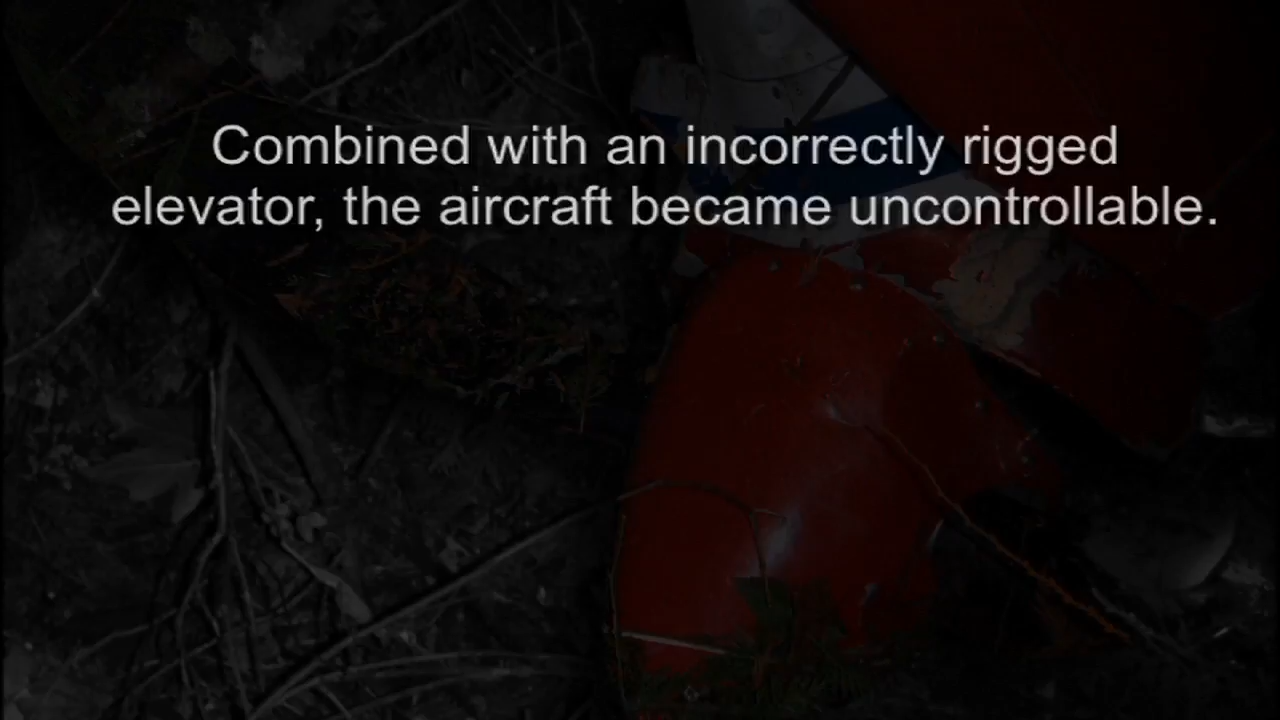 Combined with an incorrectly rigged
elevator, the aircraft became uncontrollable.